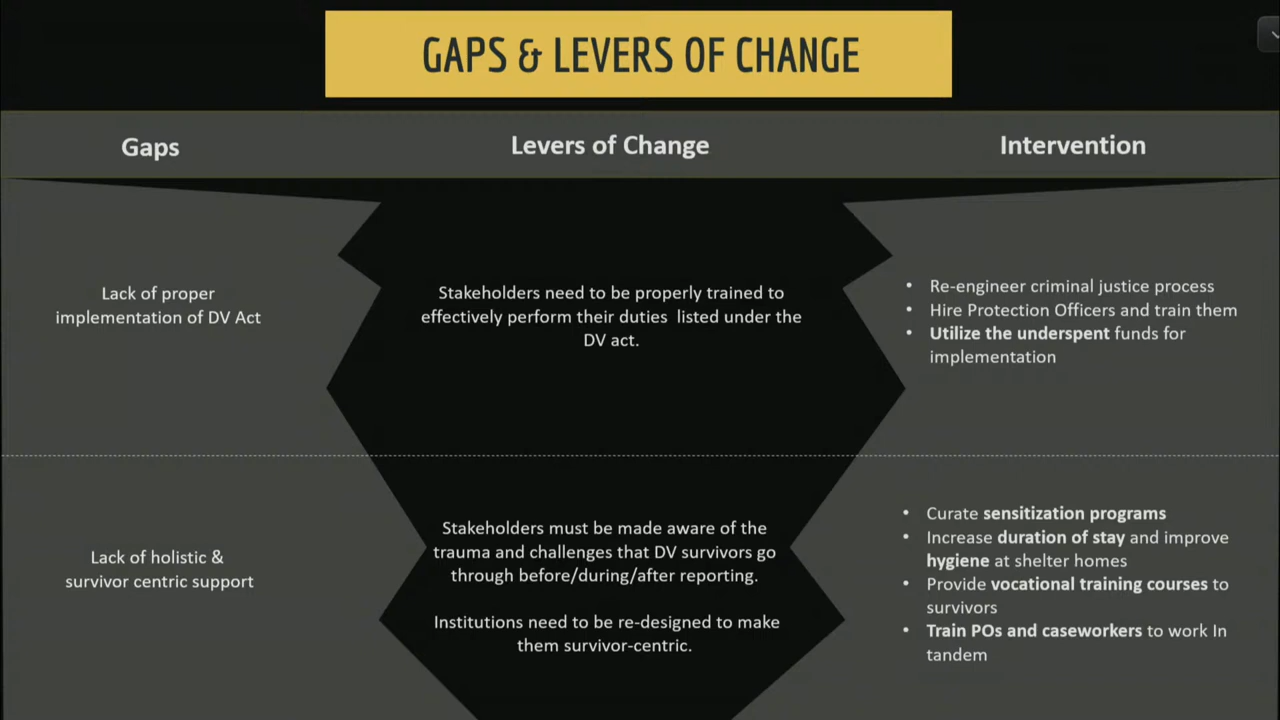 GAPS & LEVERS OF CHANGE
Gaps
Levers of Change
Intervention
Lack of proper
implementation of DV Act
Stakeholders need to be properly trained to
effectively perform their duties listed under the
DV act.
• Re-engineer criminal justice process
• Hire Protection Officers and train them
• Utilize the underspent funds for
implementation
Lack of holistic &
survivor centric support
Stakeholders must be made aware of the
trauma and challenges that DV survivors go
through before/during/after reporting.
Institutions need to be re-designed to make
them survivor-centric.
• Curate sensitization programs
• Increase duration of stay and improve
hygiene at shelter homes
• Provide vocational training courses to
survivors
• Train POs and caseworkers to work In
tandem